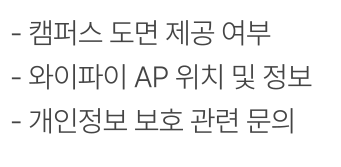 - 캠퍼스 도면 제공 여부
- 와이파이 AP 위치 및 정보
- 개인정보 보호 관련 문의